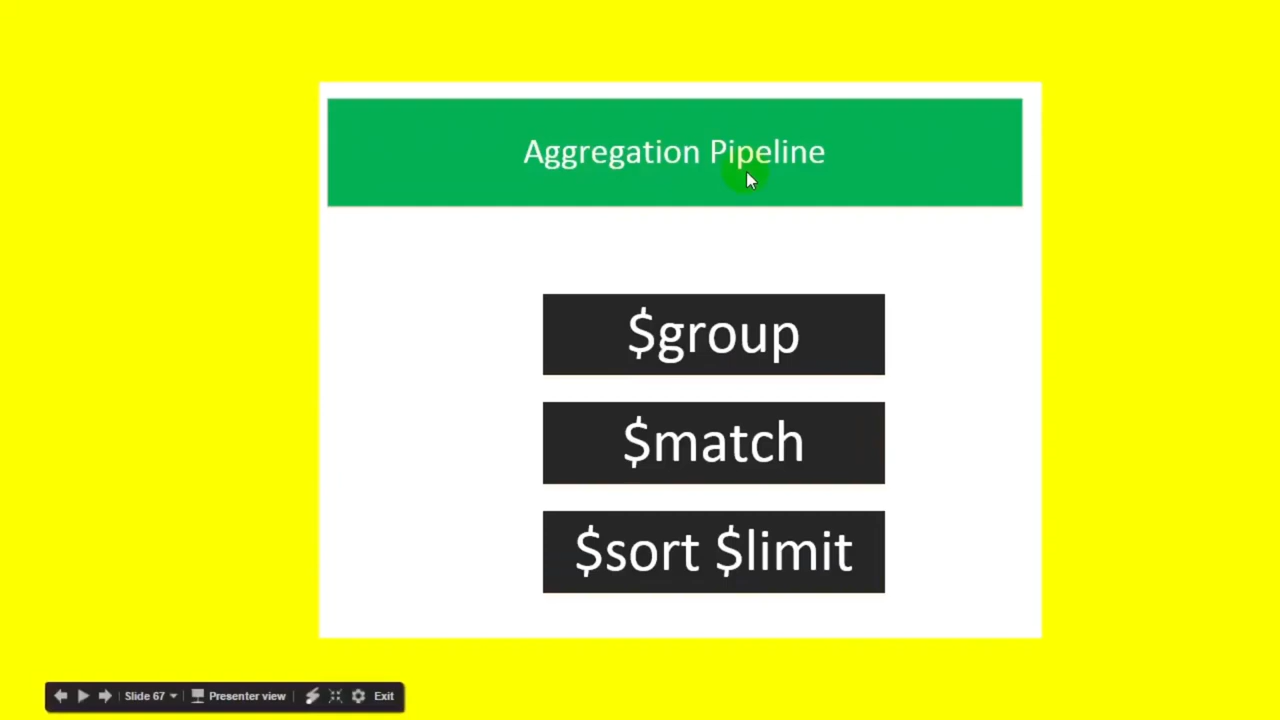 Aggregation Pipeline
$group
$match
$sort $limit
Slide 67
Presenter view
Exit